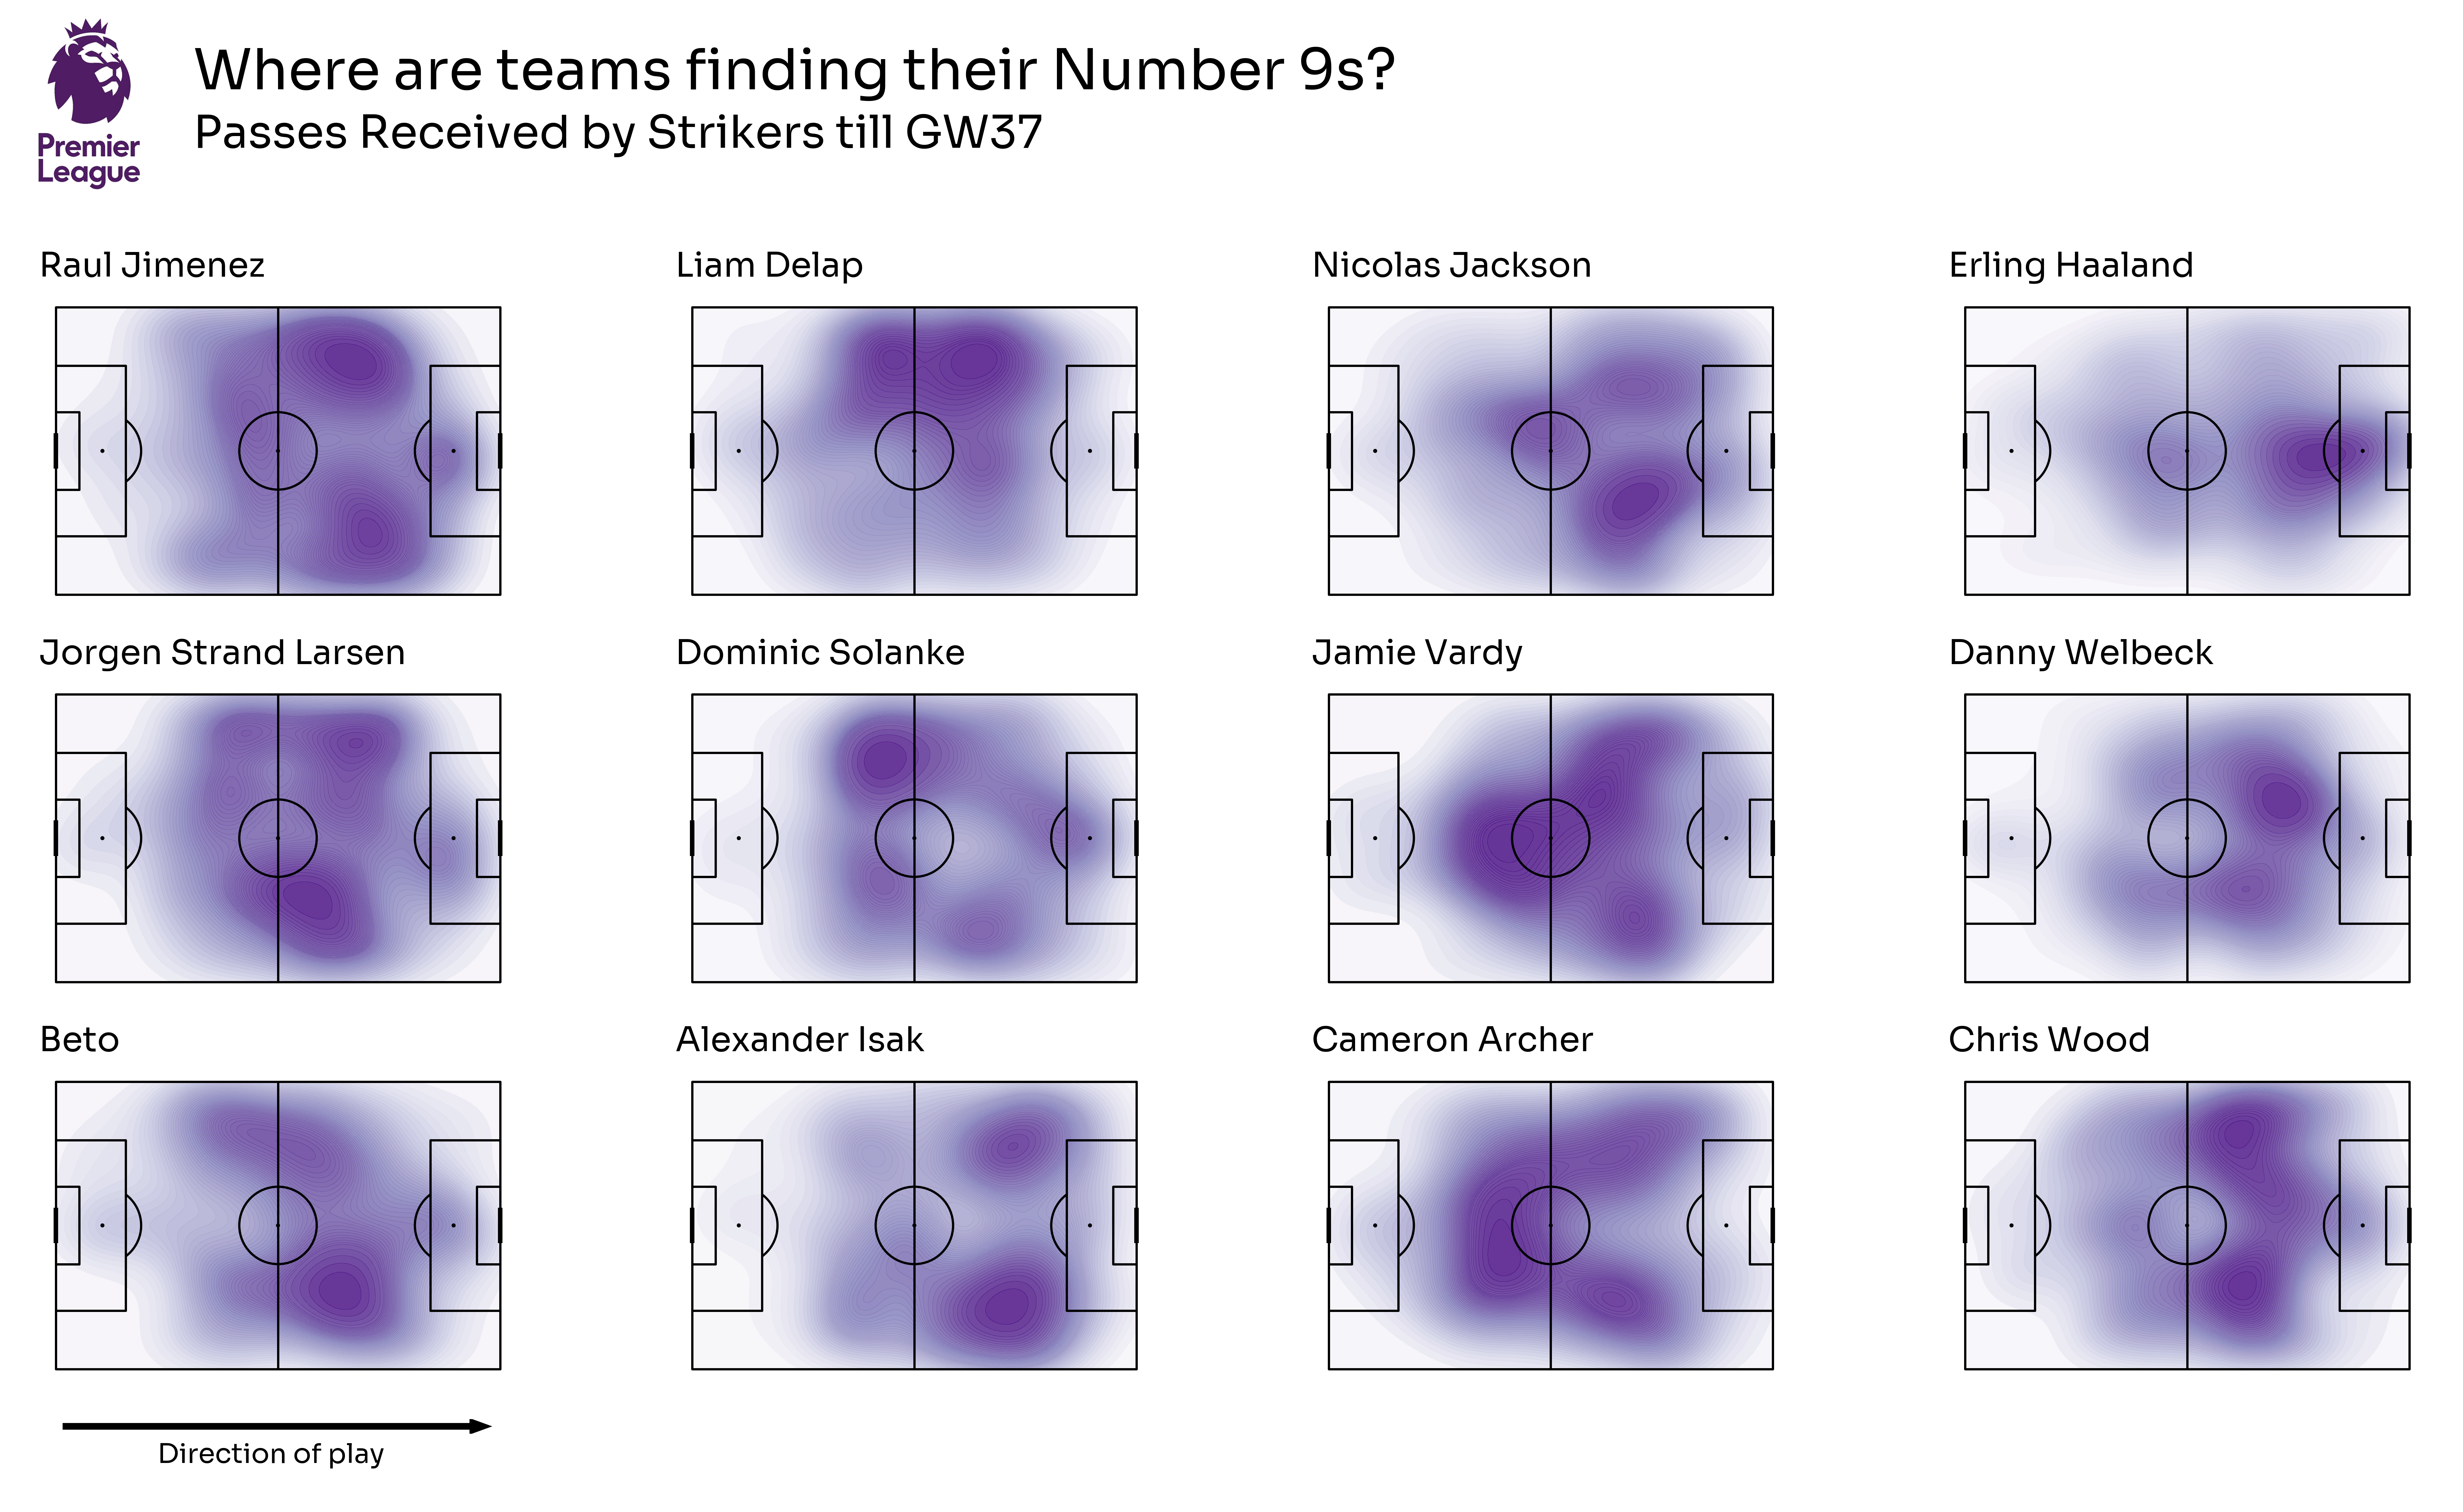 Premier
League
Where are teams finding their Number 9s?
Passes Received by Strikers till GW37
Raul Jimenez
Liam Delap
Nicolas Jackson
Erling Haaland
Jorgen Strand Larsen
Dominic Solanke
Jamie Vardy
Danny Welbeck
Beto
Alexander Isak
Cameron Archer
Chris Wood
Direction of play